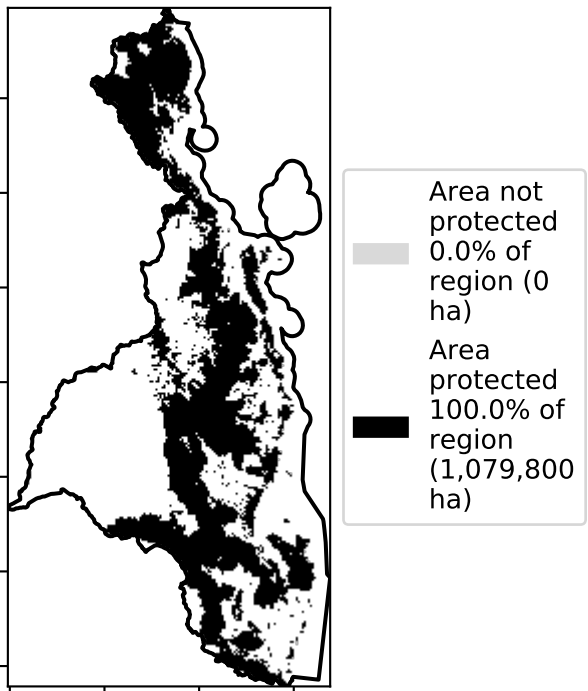 Area not
protected
0.0% of
region (0
ha)
Area
protected
100.0% of
region
(1,079,800
ha)